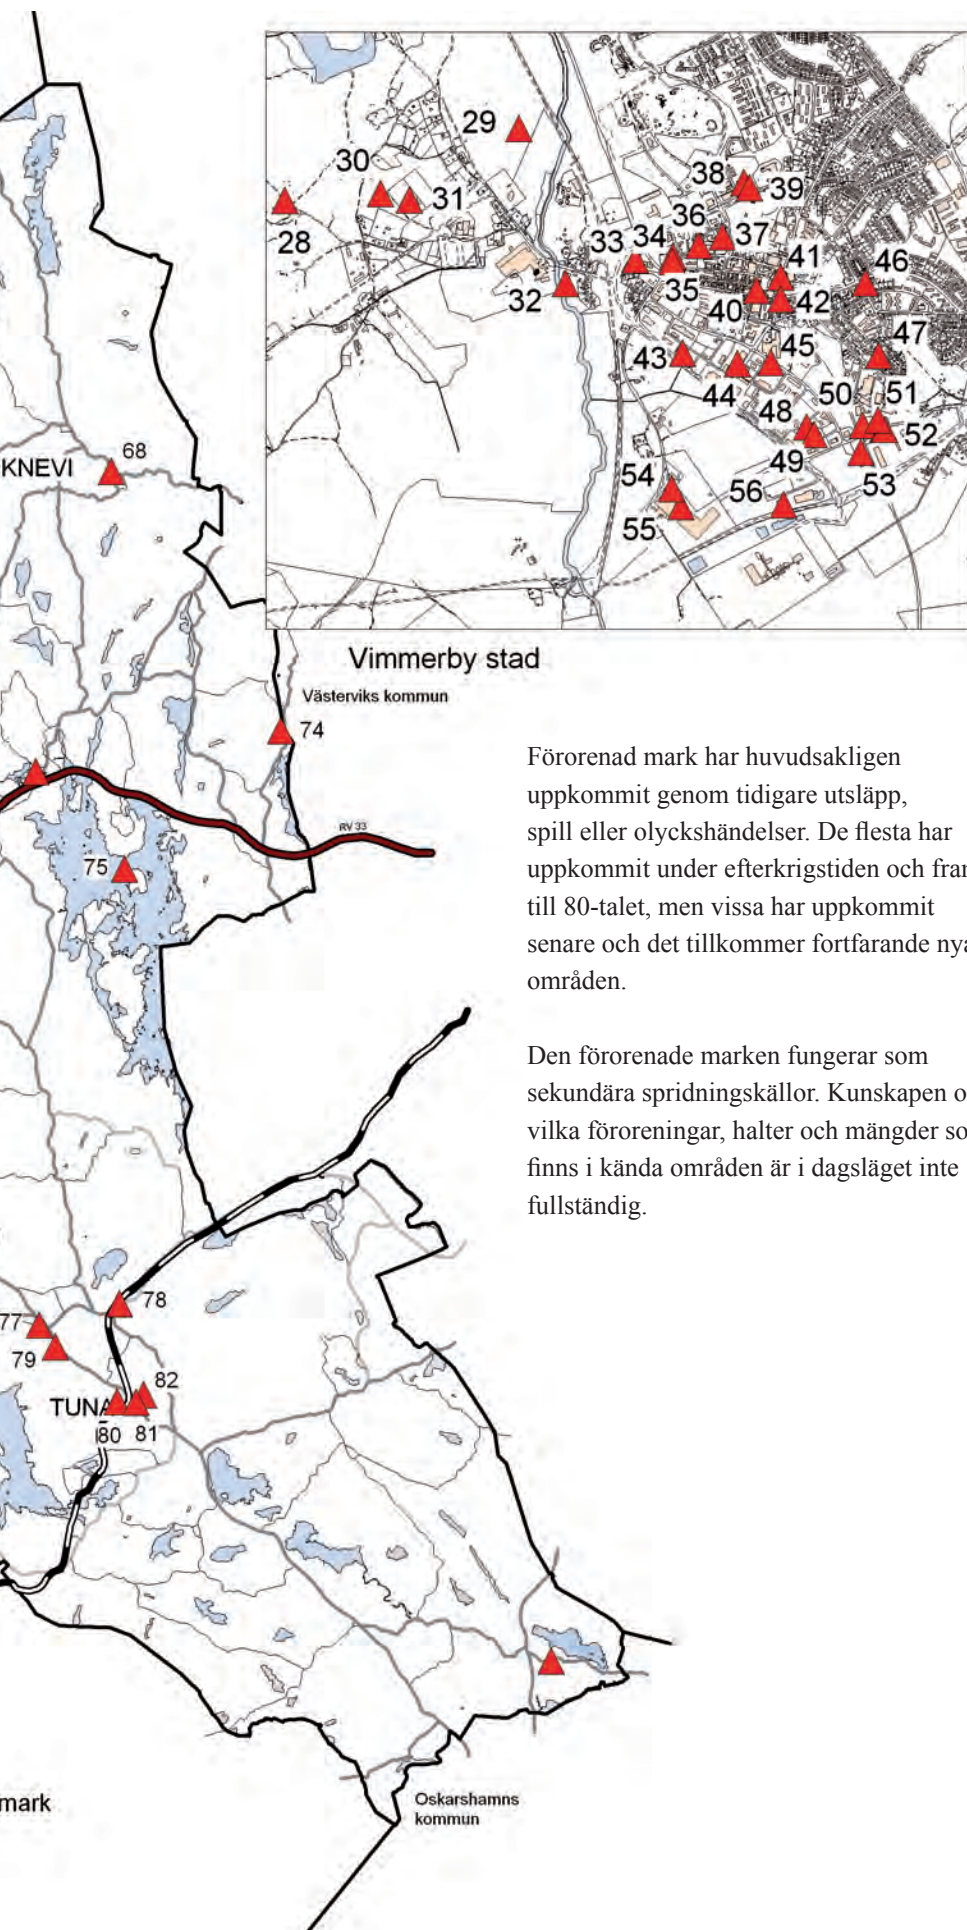 29
30
38
39
31
36
28
33
34
37
41
46
32
35
40
42
43
45
47
44
50
51
48
52
49
54
56
53
55
KNEVI
68
Vimmerby stad
Västerviks kommun
74
RV 33
75
Förorenad mark har huvudsakligen
uppkommit genom tidigare utsläpp,
spill eller olyckshändelser. De flesta har
uppkommit under efterkrigstiden och fram
till 80-talet, men vissa har uppkommit
senare och det tillkommer fortfarande nya
områden.
Den förorenade marken fungerar som
sekundära spridningskällor. Kunskapen o
vilka föroreningar, halter och mängder so
finns i kända områden är i dagsläget inte
fullständig.
78
77
79
82
TUNA
80
81
mark
Oskarshamns
kommun